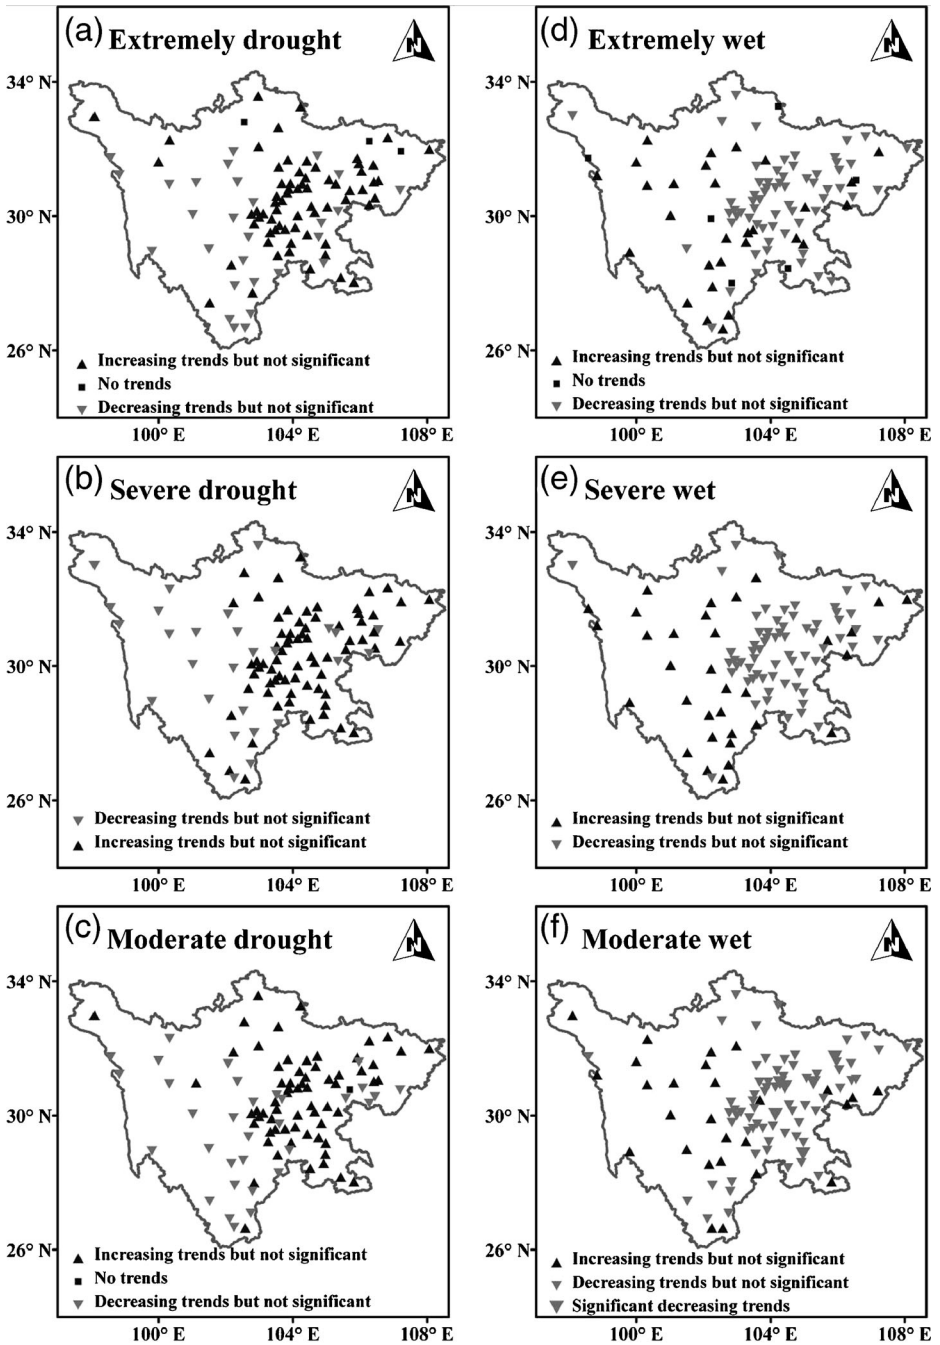 (a) Extremely drought
N
34° N
30° N
26° N
Increasing trends but not significant
No trends
Decreasing trends but not significant
100° E 104° E 108° E
(d) Extremely wet
N
34° N
30° N
26° N
Increasing trends but not significant
No trends
Decreasing trends but not significant
100° E 104° E 108° E
(b) Severe drought
N
34° N
30° N
26° N
Decreasing trends but not significant
Increasing trends but not significant
100° E 104° E 108° E
(e) Severe wet
N
34° N
30° N
26° N
Increasing trends but not significant
Decreasing trends but not significant
100° E 104° E 108° E
(c) Moderate drought
N
34° N
30° N
26° N
Increasing trends but not significant
No trends
Decreasing trends but not significant
100° E 104° E 108° E
(f) Moderate wet
N
34° N
30° N
26° N
Increasing trends but not significant
Decreasing trends but not significant
Significant decreasing trends
100° E 104° E 108° E